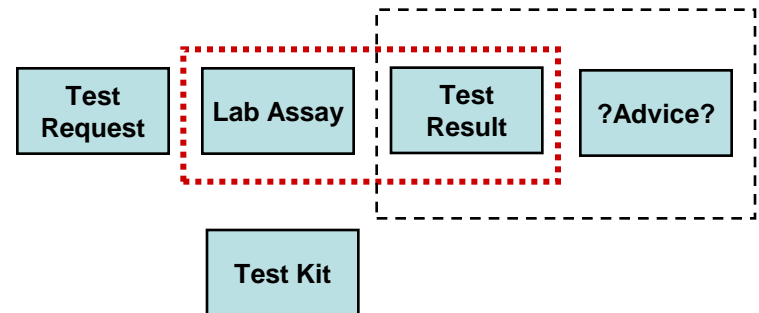 Test
Request
Lab Assay
Test
Result
?Advice?
Test Kit